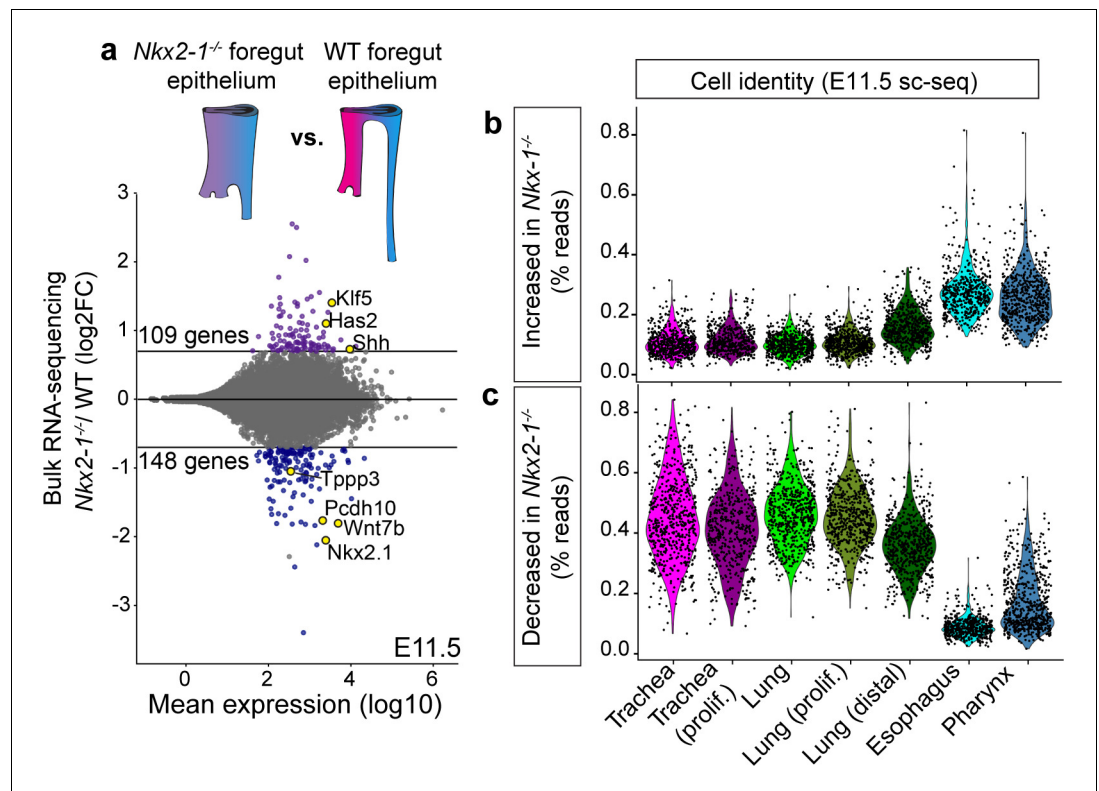 a
Nkx2-1-/- foregut
epithelium
WT foregut
epithelium
vs.
Bulk RNA-sequencing
Nkx2-1-/-/ WT (log2FC)
3
2
1
0
-1
-2
-3
Klf5
Has2
Shh
109 genes
148 genes
Tppp3
Pcdh10
Wnt7b
Nkx2.1
E11.5
0
2
4
6
Mean expression (log10)
Cell identity (E11.5 sc-seq)
b
Increased in Nkx-1-/-
(% reads)
0.8
0.6
0.4
0.2
0.0
c
Decreased in Nkx2-1-/-
(% reads)
0.8
0.6
0.4
0.2
0.0
Trachea
Trachea
(prolif.)
Lung
Lung (prolif.)
Lung (distal)
Esophagus
Pharynx